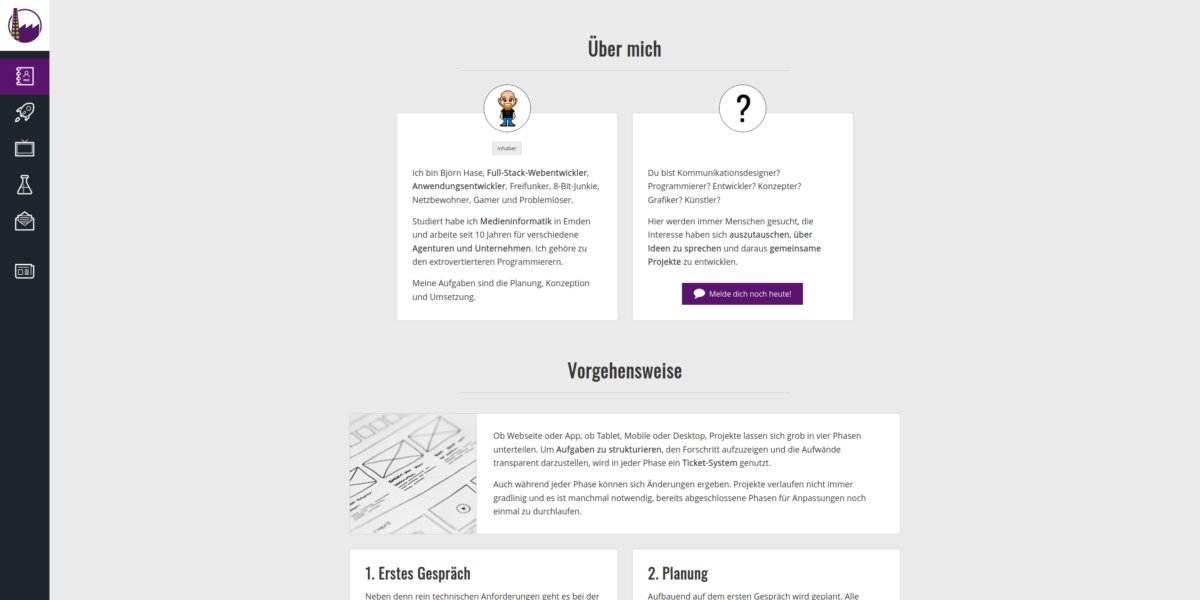 Über mich
?
Inhaber
Ich bin Björn Hase, Full-Stack-Webentwickler,
Anwendungsentwickler, Freifunker, 8-Bit-Junkie,
Netzbewohner, Gamer und Problemlöser.
Studiert habe ich Medieninformatik in Emden
und arbeite seit 10 Jahren für verschiedene
Agenturen und Unternehmen. Ich gehöre zu
den extrovertierteren Programmierern.
Meine Aufgaben sind die Planung, Konzeption
und Umsetzung.
Du bist Kommunikationsdesigner?
Programmierer? Entwickler? Konzepter?
Grafiker? Künstler?
Hier werden immer Menschen gesucht, die
Interesse haben sich auszutauschen, über
Ideen zu sprechen und daraus gemeinsame
Projekte zu entwicklen.
Melde dich noch heute!
Vorgehensweise
Ob Webseite oder App, ob Tablet, Mobile oder Desktop, Projekte lassen sich grob in vier Phasen
unterteilen. Um Aufgaben zu strukturieren, den Forschritt aufzuzeigen und die Aufwände
transparent darzustellen, wird in jeder Phase ein Ticket-System genutzt.
Auch während jeder Phase können sich Änderungen ergeben. Projekte verlaufen nicht immer
gradlinig und es ist manchmal notwendig, bereits abgeschlossene Phasen für Anpassungen noch
einmal zu durchlaufen.
1. Erstes Gespräch
Neben denn rein technischen Anforderungen geht es bei der
2. Planung
Aufbauend auf dem ersten Gespräch wird geplant. Alle